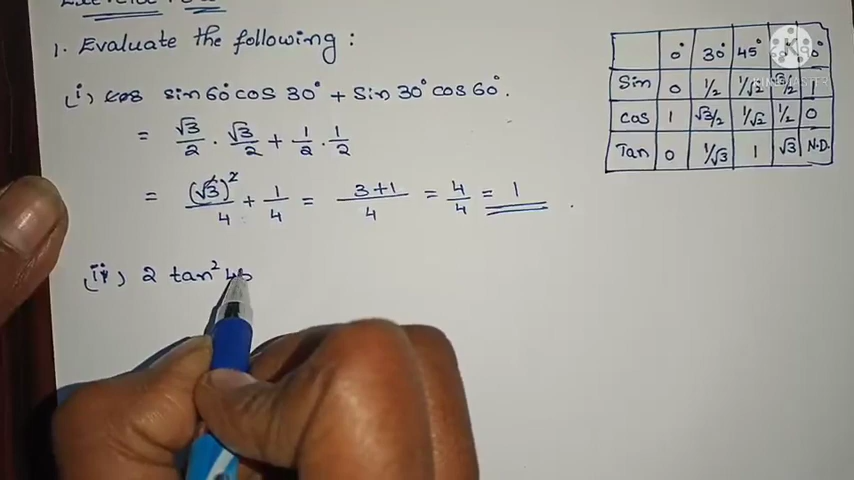 1. Evaluate the following :
(i) cos sin 60° cos 30° + Sin 30° cos 60°.
= √3/2 . √3/2 + 1/2 . 1/2
= (√3)²/4 + 1/4 = 3+1/4 = 4/4 = 1
(ii) 2 tan² 45
0° 30° 45°
Sin 0 1/2 1/√2 √3/2 1
cos 1 √3/2 1/√2 1/2 0
Tan 0 1/√3 1 √3 N.D.
K
KINEMASTER